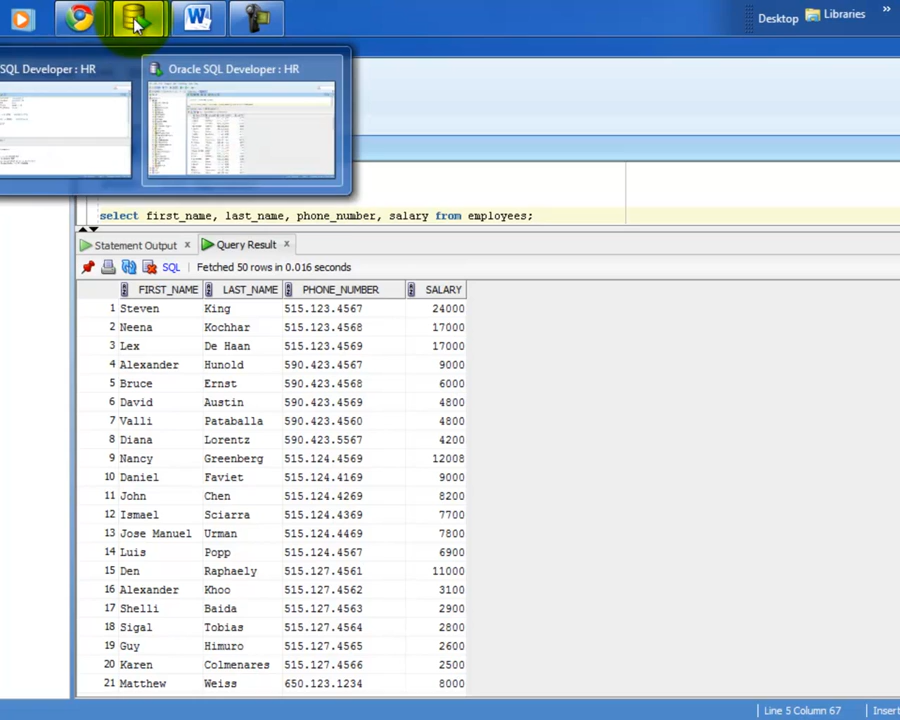 Desktop
Libraries
»
SQL Developer : HR
Oracle SQL Developer : HR
select first_name, last_name, phone_number, salary from employees;
Statement Output x
Query Result x
SQL | Fetched 50 rows in 0.016 seconds
FIRST_NAME LAST_NAME PHONE_NUMBER SALARY
1 Steven King 515.123.4567 24000
2 Neena Kochhar 515.123.4568 17000
3 Lex De Haan 515.123.4569 17000
4 Alexander Hunold 590.423.4567 9000
5 Bruce Ernst 590.423.4568 6000
6 David Austin 590.423.4569 4800
7 Valli Pataballa 590.423.4560 4800
8 Diana Lorentz 590.423.5567 4200
9 Nancy Greenberg 515.124.4569 12008
10 Daniel Faviet 515.124.4169 9000
11 John Chen 515.124.4269 8200
12 Ismael Sciarra 515.124.4369 7700
13 Jose Manuel Urman 515.124.4469 7800
14 Luis Popp 515.124.4567 6900
15 Den Raphaely 515.127.4561 11000
16 Alexander Khoo 515.127.4562 3100
17 Shelli Baida 515.127.4563 2900
18 Sigal Tobias 515.127.4564 2800
19 Guy Himuro 515.127.4565 2600
20 Karen Colmenares 515.127.4566 2500
21 Matthew Weiss 650.123.1234 8000
Line 5 Column 67 | Insert